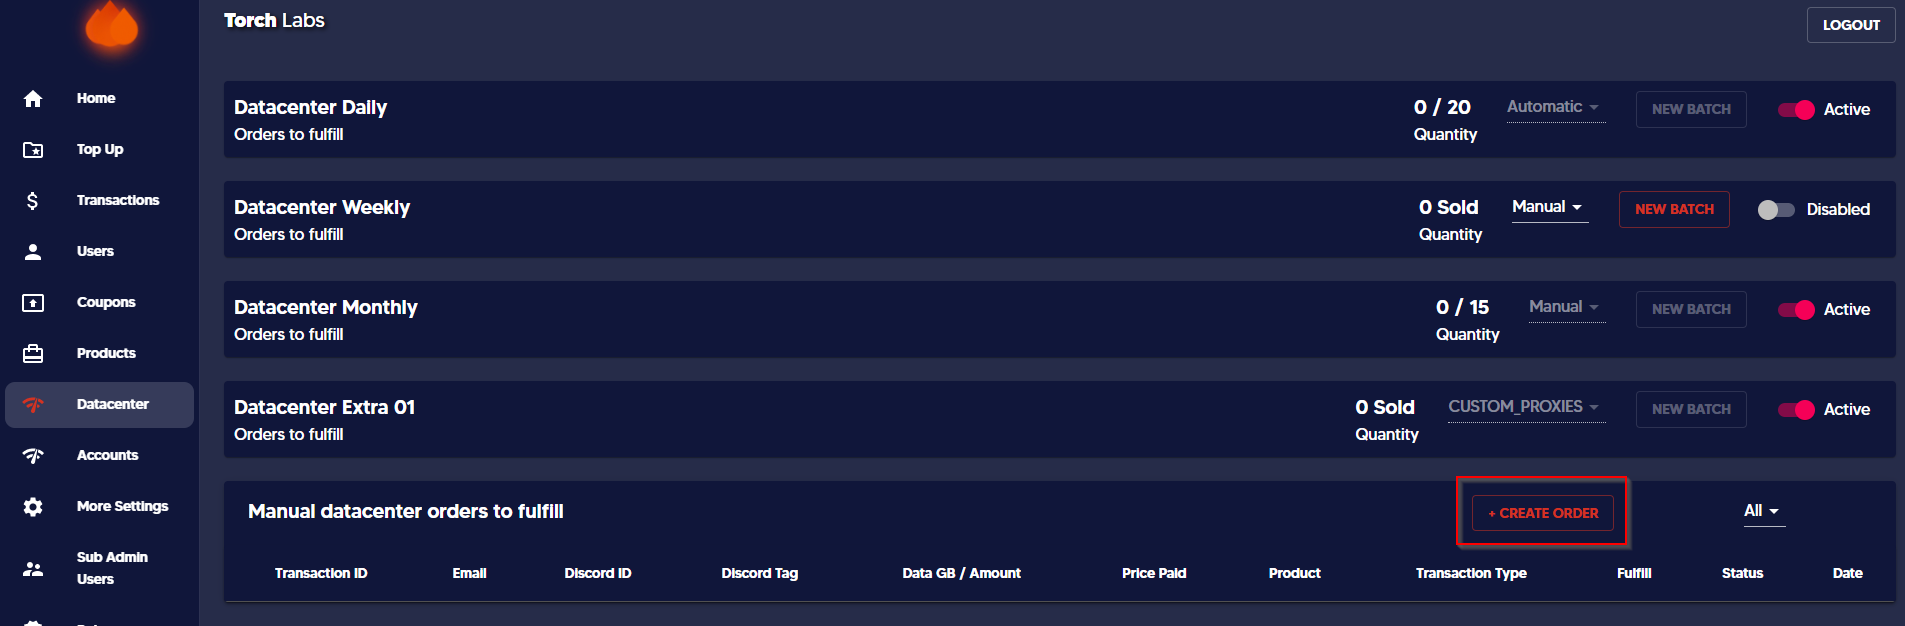 Torch Labs
LOGOUT
Home
Top Up
Transactions
Users
Coupons
Products
Datacenter
Accounts
More Settings
Sub Admin
Users
Datacenter Daily
Orders to fulfill
0 / 20
Quantity
Automatic
NEW BATCH
Active
Datacenter Weekly
Orders to fulfill
0 Sold
Quantity
Manual
NEW BATCH
Disabled
Datacenter Monthly
Orders to fulfill
0 / 15
Quantity
Manual
NEW BATCH
Active
Datacenter Extra 01
Orders to fulfill
0 Sold
Quantity
CUSTOM_PROXIES
NEW BATCH
Active
Manual datacenter orders to fulfill
+ CREATE ORDER
All
Transaction ID Email Discord ID Discord Tag Data GB / Amount Price Paid Product Transaction Type Fulfill Status Date